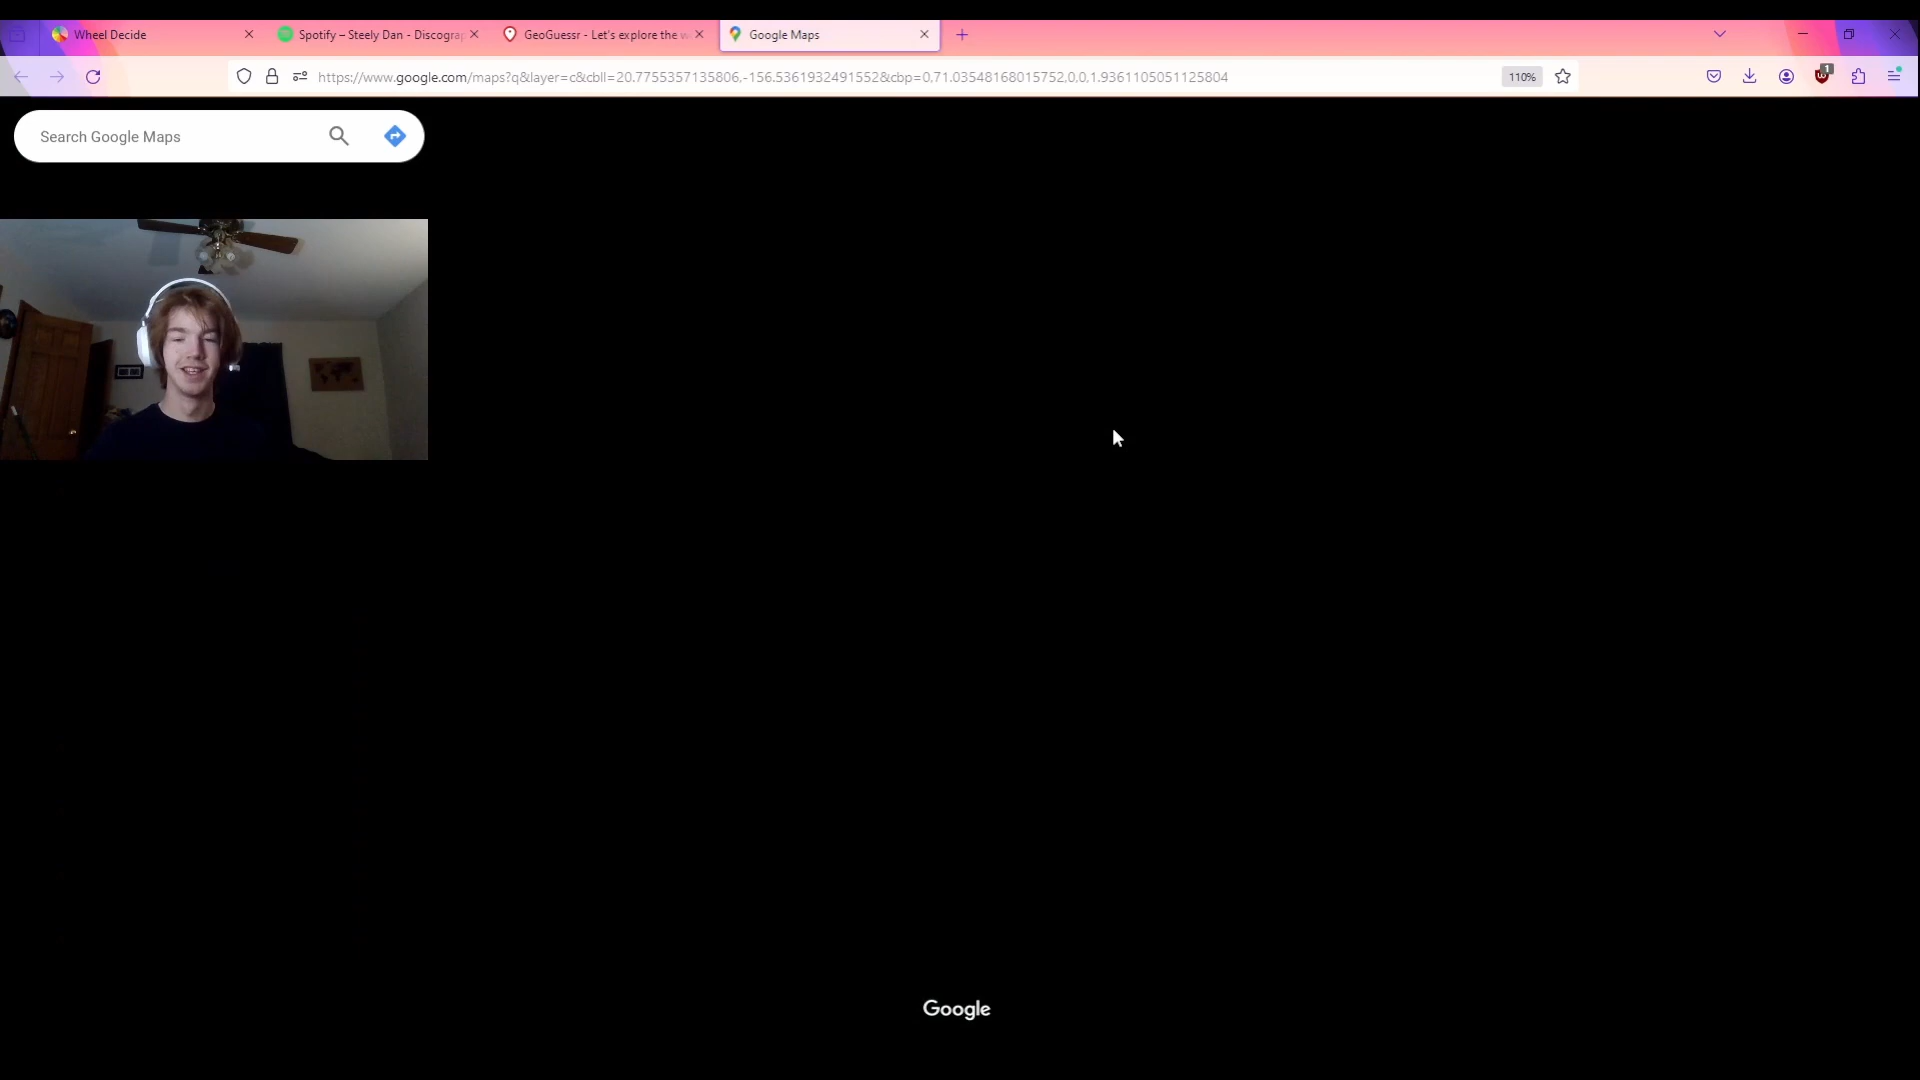 Wheel Decide
Spotify – Steely Dan - Discogra
GeoGuessr - Let's explore the w
Google Maps
https://www.google.com/maps?q&layer=c&cbll=20.7755357135806,-156.5361932491552&cbp=0,71.03548168015752,0,0,1.9361105051125804
110%
1
Search Google Maps
Google